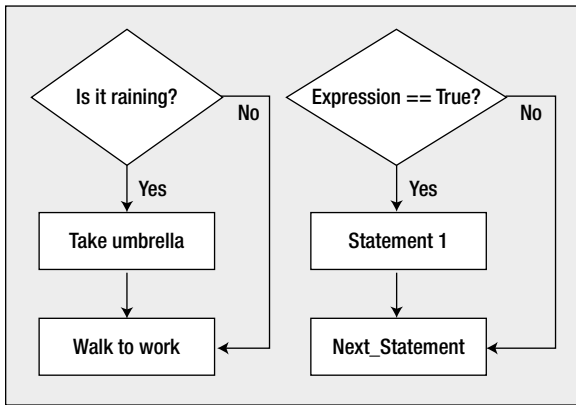 Is it raining?
No
Yes
Take umbrella
Walk to work
Expression == True?
No
Yes
Statement 1
Next_Statement